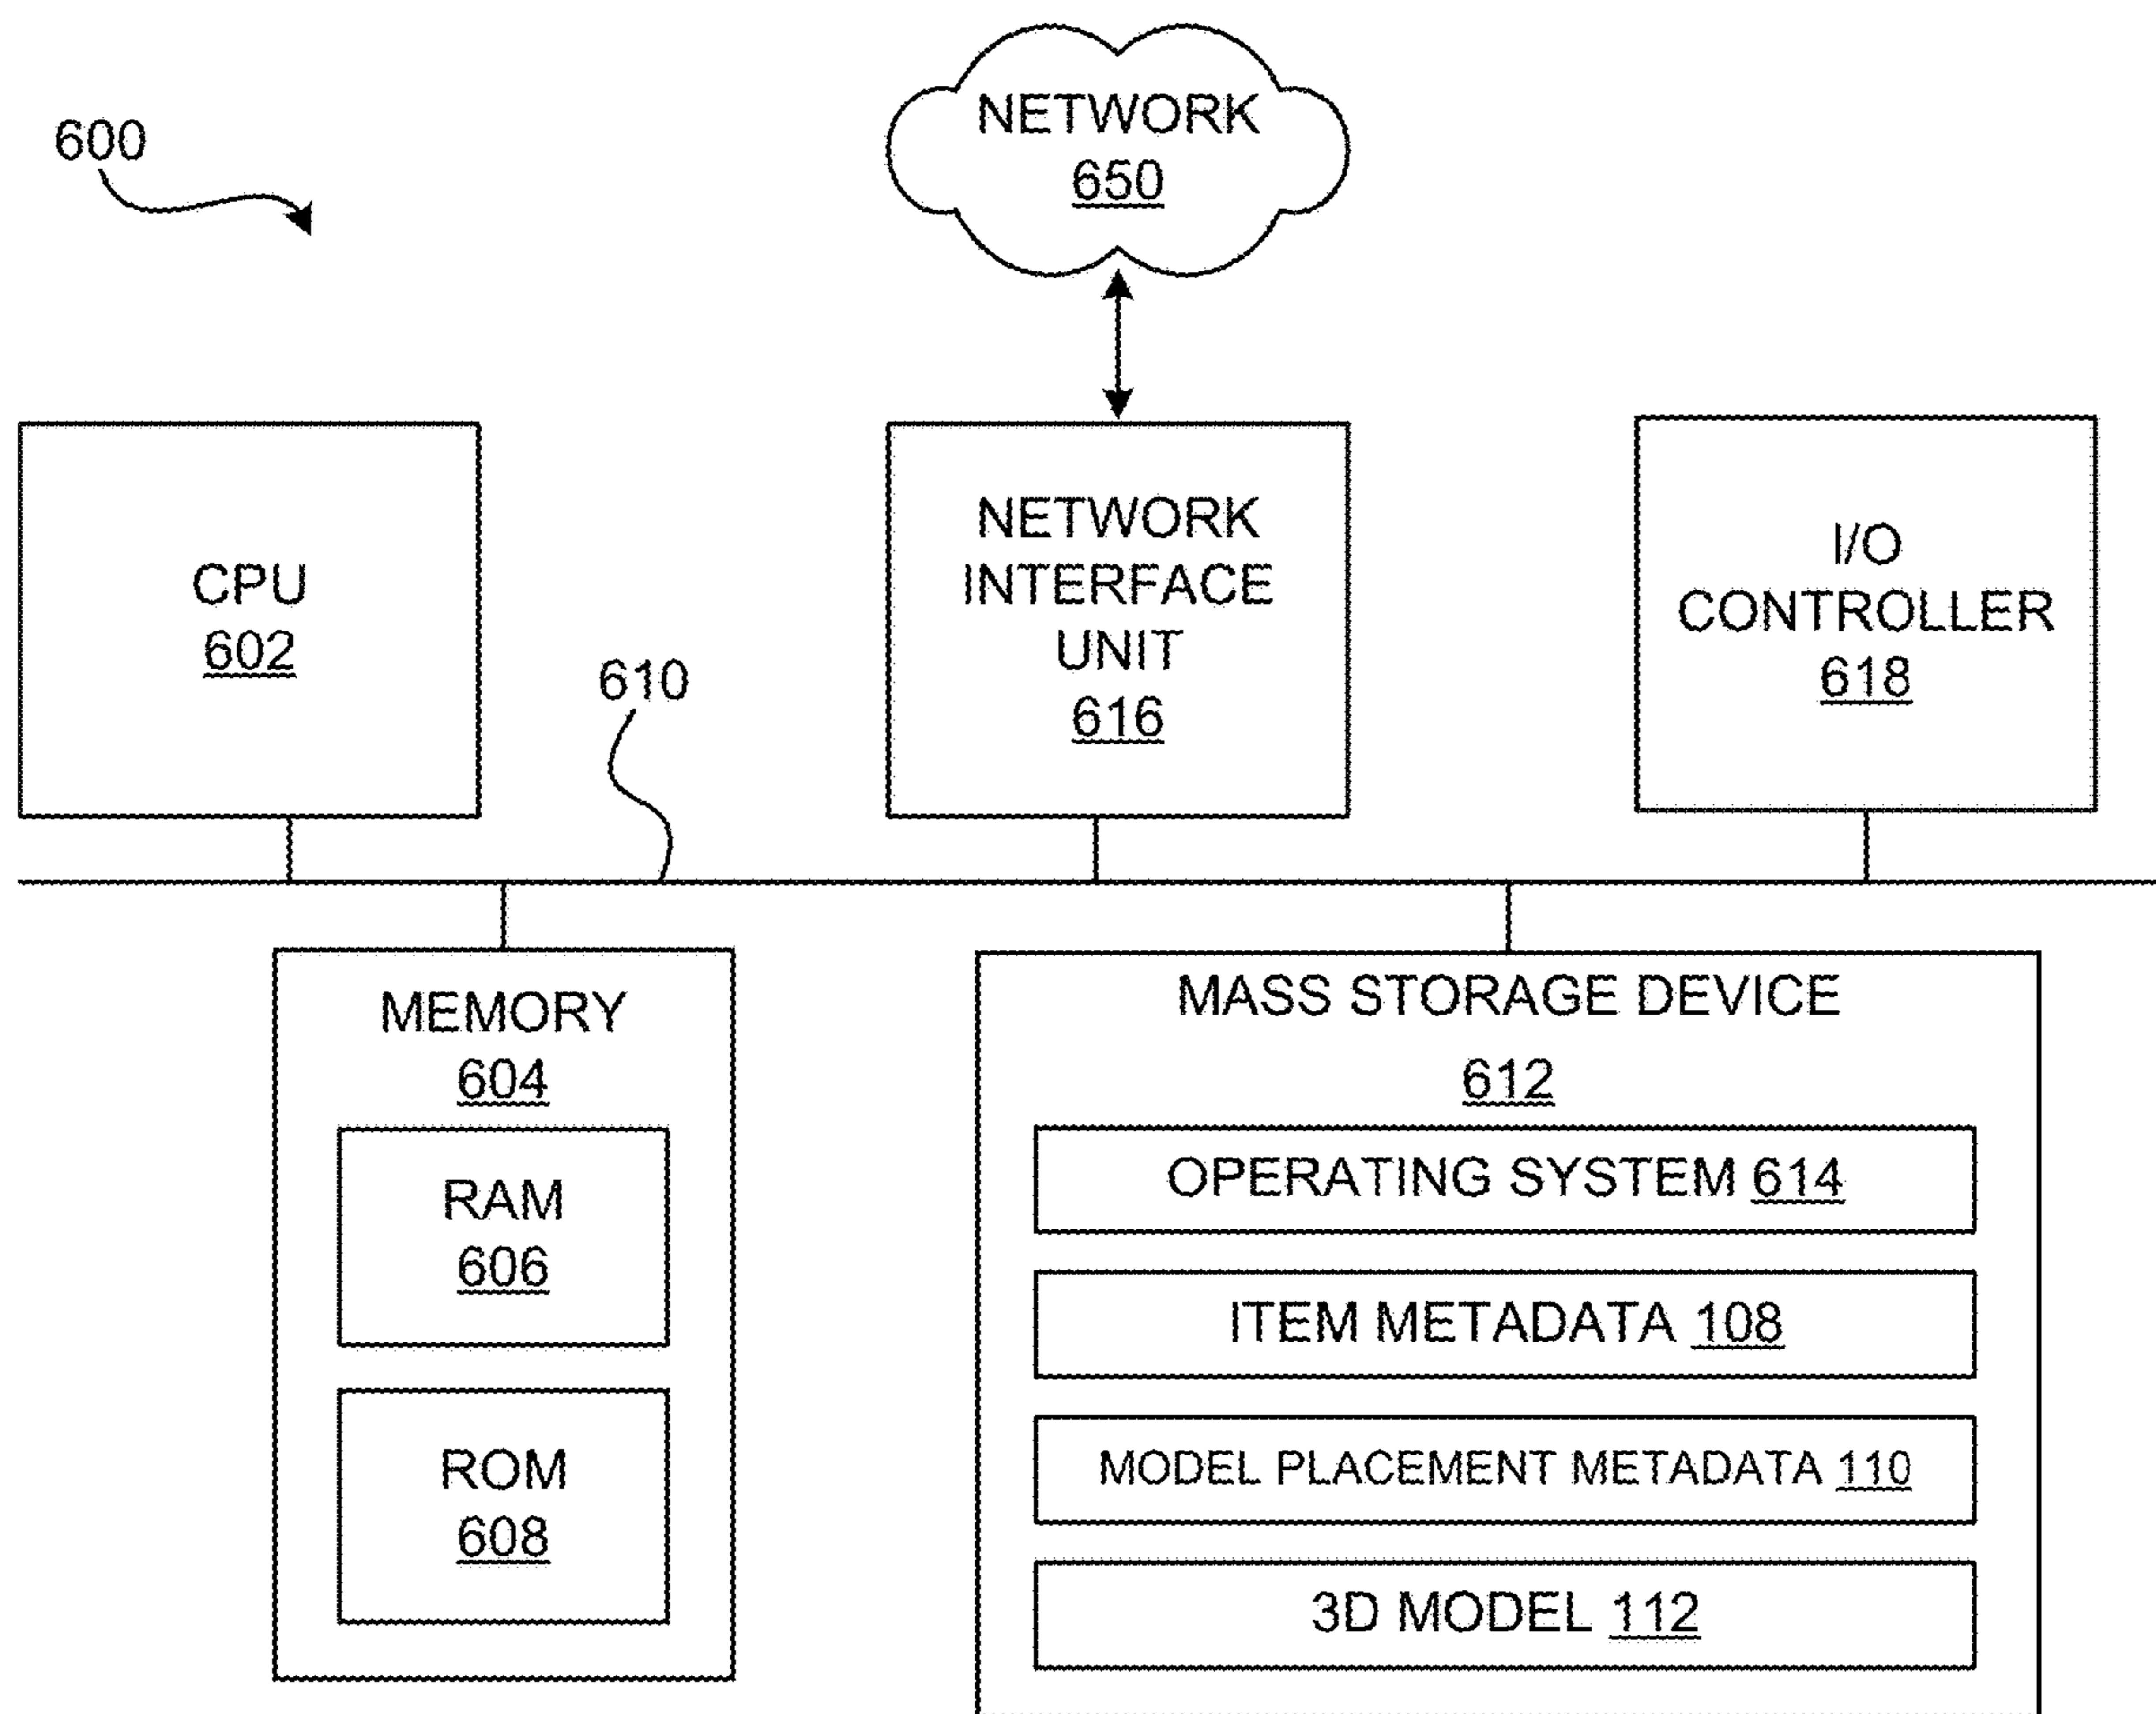 NETWORK
650
600
CPU
602
NETWORK
INTERFACE
UNIT
616
I/O
CONTROLLER
618
610
MEMORY
604
RAM
606
ROM
608
MASS STORAGE DEVICE
612
OPERATING SYSTEM 614
ITEM METADATA 108
MODEL PLACEMENT METADATA 110
3D MODEL 112